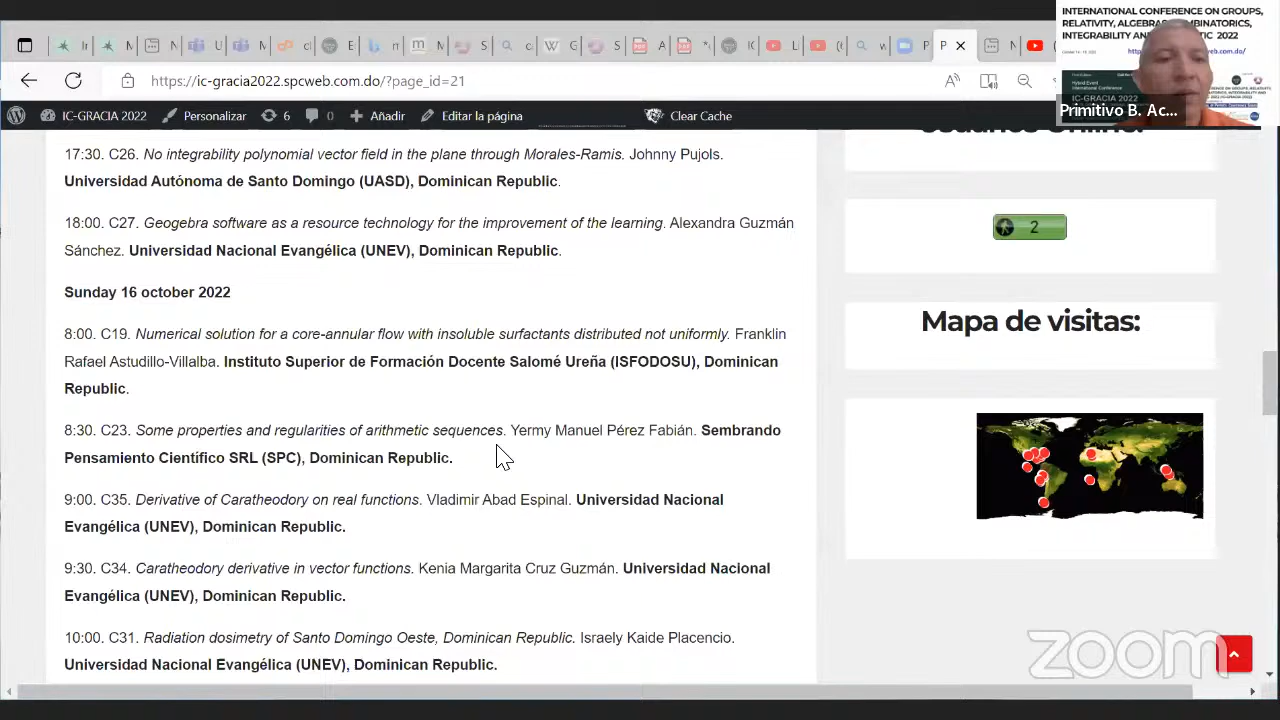 INTERNATIONAL CONFERENCE ON GROUPS,
RELATIVITY, ALGEBRA, COMBINATORICS,
2022
Primitivo B. Ac...
https://ic-gracia2022.spcweb.com.do/?page_id=21
IC-GRACIA2022
Personalizar
0
Editar la página
Clear Cache
17:30. C26. No integrability polynomial vector field in the plane through Morales-Ramis. Johnny Pujols.
Universidad Autónoma de Santo Domingo (UASD), Dominican Republic.
18:00. C27. Geogebra software as a resource technology for the improvement of the learning. Alexandra Guzmán
Sánchez. Universidad Nacional Evangélica (UNEV), Dominican Republic.
Sunday 16 october 2022
8:00. C19. Numerical solution for a core-annular flow with insoluble surfactants distributed not uniformly. Franklin
Rafael Astudillo-Villalba. Instituto Superior de Formación Docente Salomé Ureña (ISFODOSU), Dominican
Republic.
8:30. C23. Some properties and regularities of arithmetic sequences. Yermy Manuel Pérez Fabián. Sembrando
Pensamiento Científico SRL (SPC), Dominican Republic.
9:00. C35. Derivative of Caratheodory on real functions. Vladimir Abad Espinal. Universidad Nacional
Evangélica (UNEV), Dominican Republic.
9:30. C34. Caratheodory derivative in vector functions. Kenia Margarita Cruz Guzmán. Universidad Nacional
Evangélica (UNEV), Dominican Republic.
10:00. C31. Radiation dosimetry of Santo Domingo Oeste, Dominican Republic. Israely Kaide Placencio.
Universidad Nacional Evangélica (UNEV), Dominican Republic.
2
Mapa de visitas:
zoom